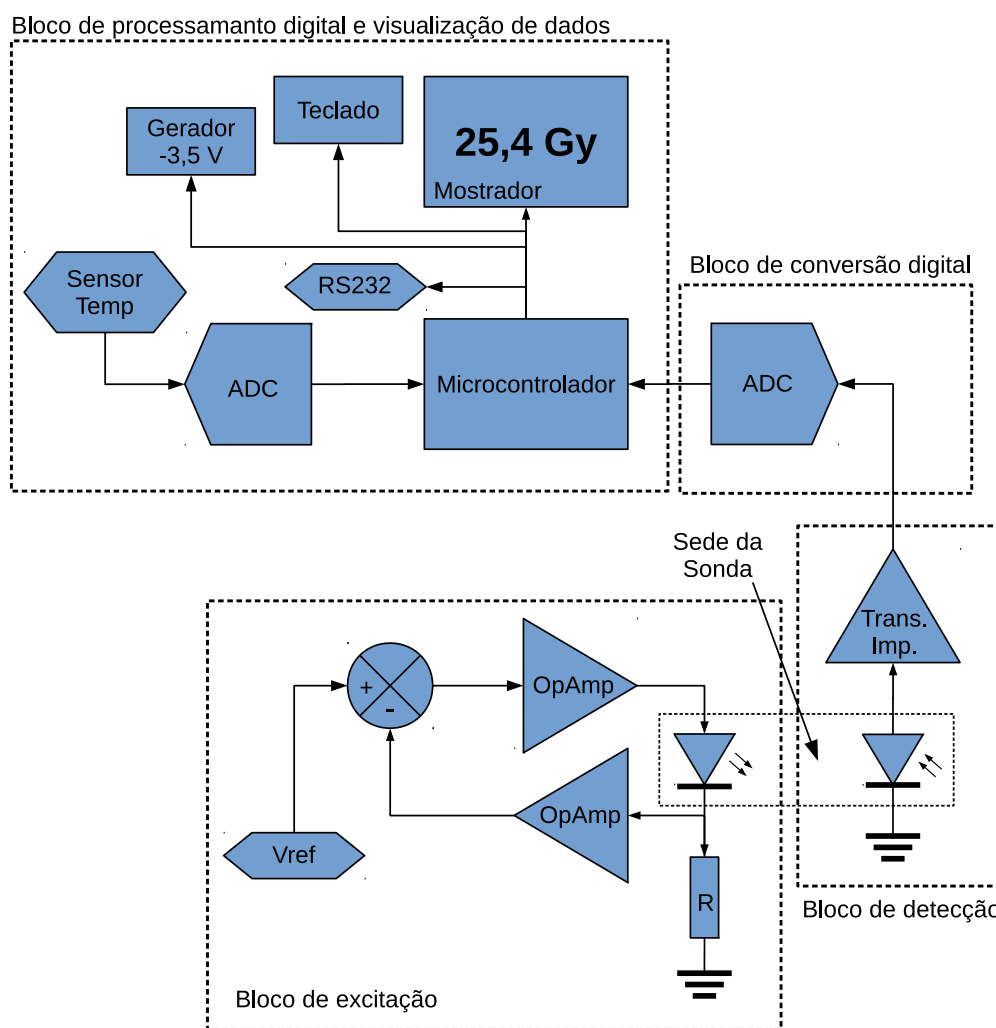 Bloco de processamanto digital e visualização de dados
Gerador
-3,5 V
Teclado
25,4 Gy
Mostrador
Sensor
Temp
RS232
ADC
Microcontrolador
Bloco de conversão digital
ADC
Sede da
Sonda
Trans.
Imp.
+
-
OpAmp
OpAmp
Vref
R
Bloco de detecção
Bloco de excitação